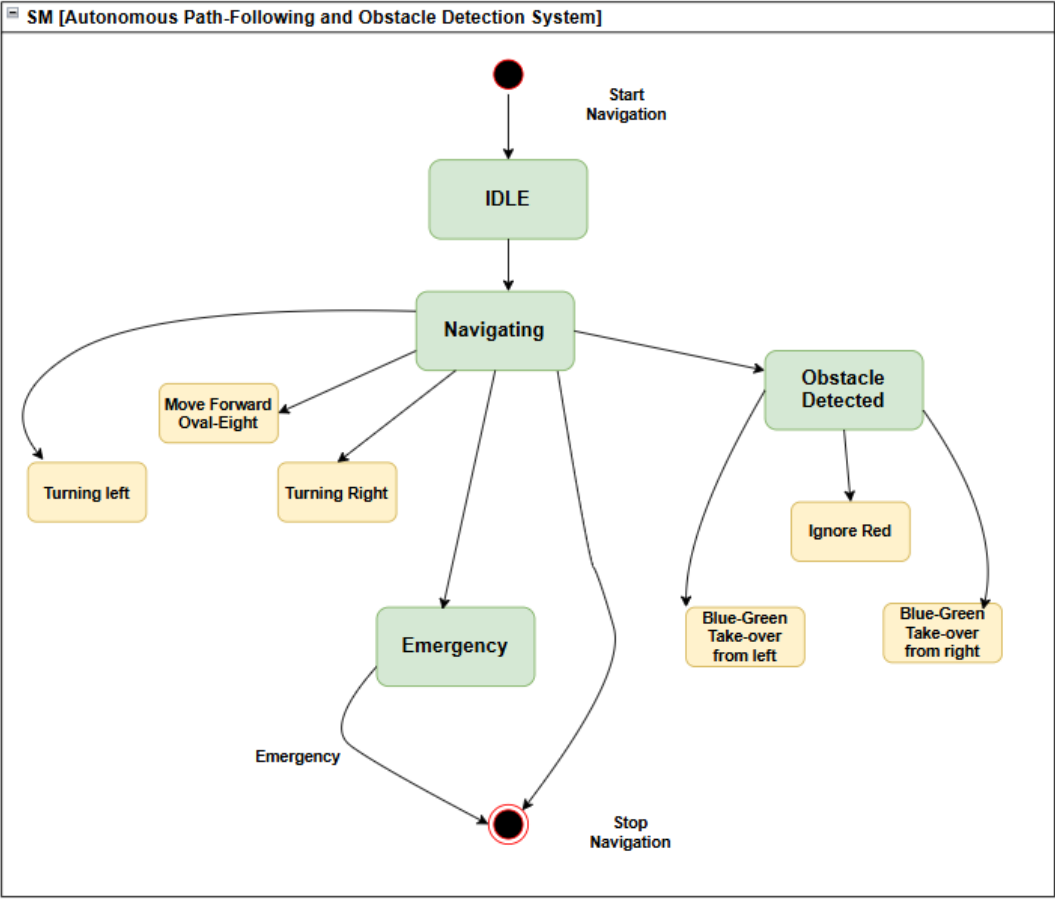 SM [Autonomous Path-Following and Obstacle Detection System]
Start
Navigation
IDLE
Navigating
Obstacle
Detected
Move Forward
Oval-Eight
Turning left
Turning Right
Ignore Red
Blue-Green
Take-over
from left
Blue-Green
Take-over
from right
Emergency
Emergency
Stop
Navigation